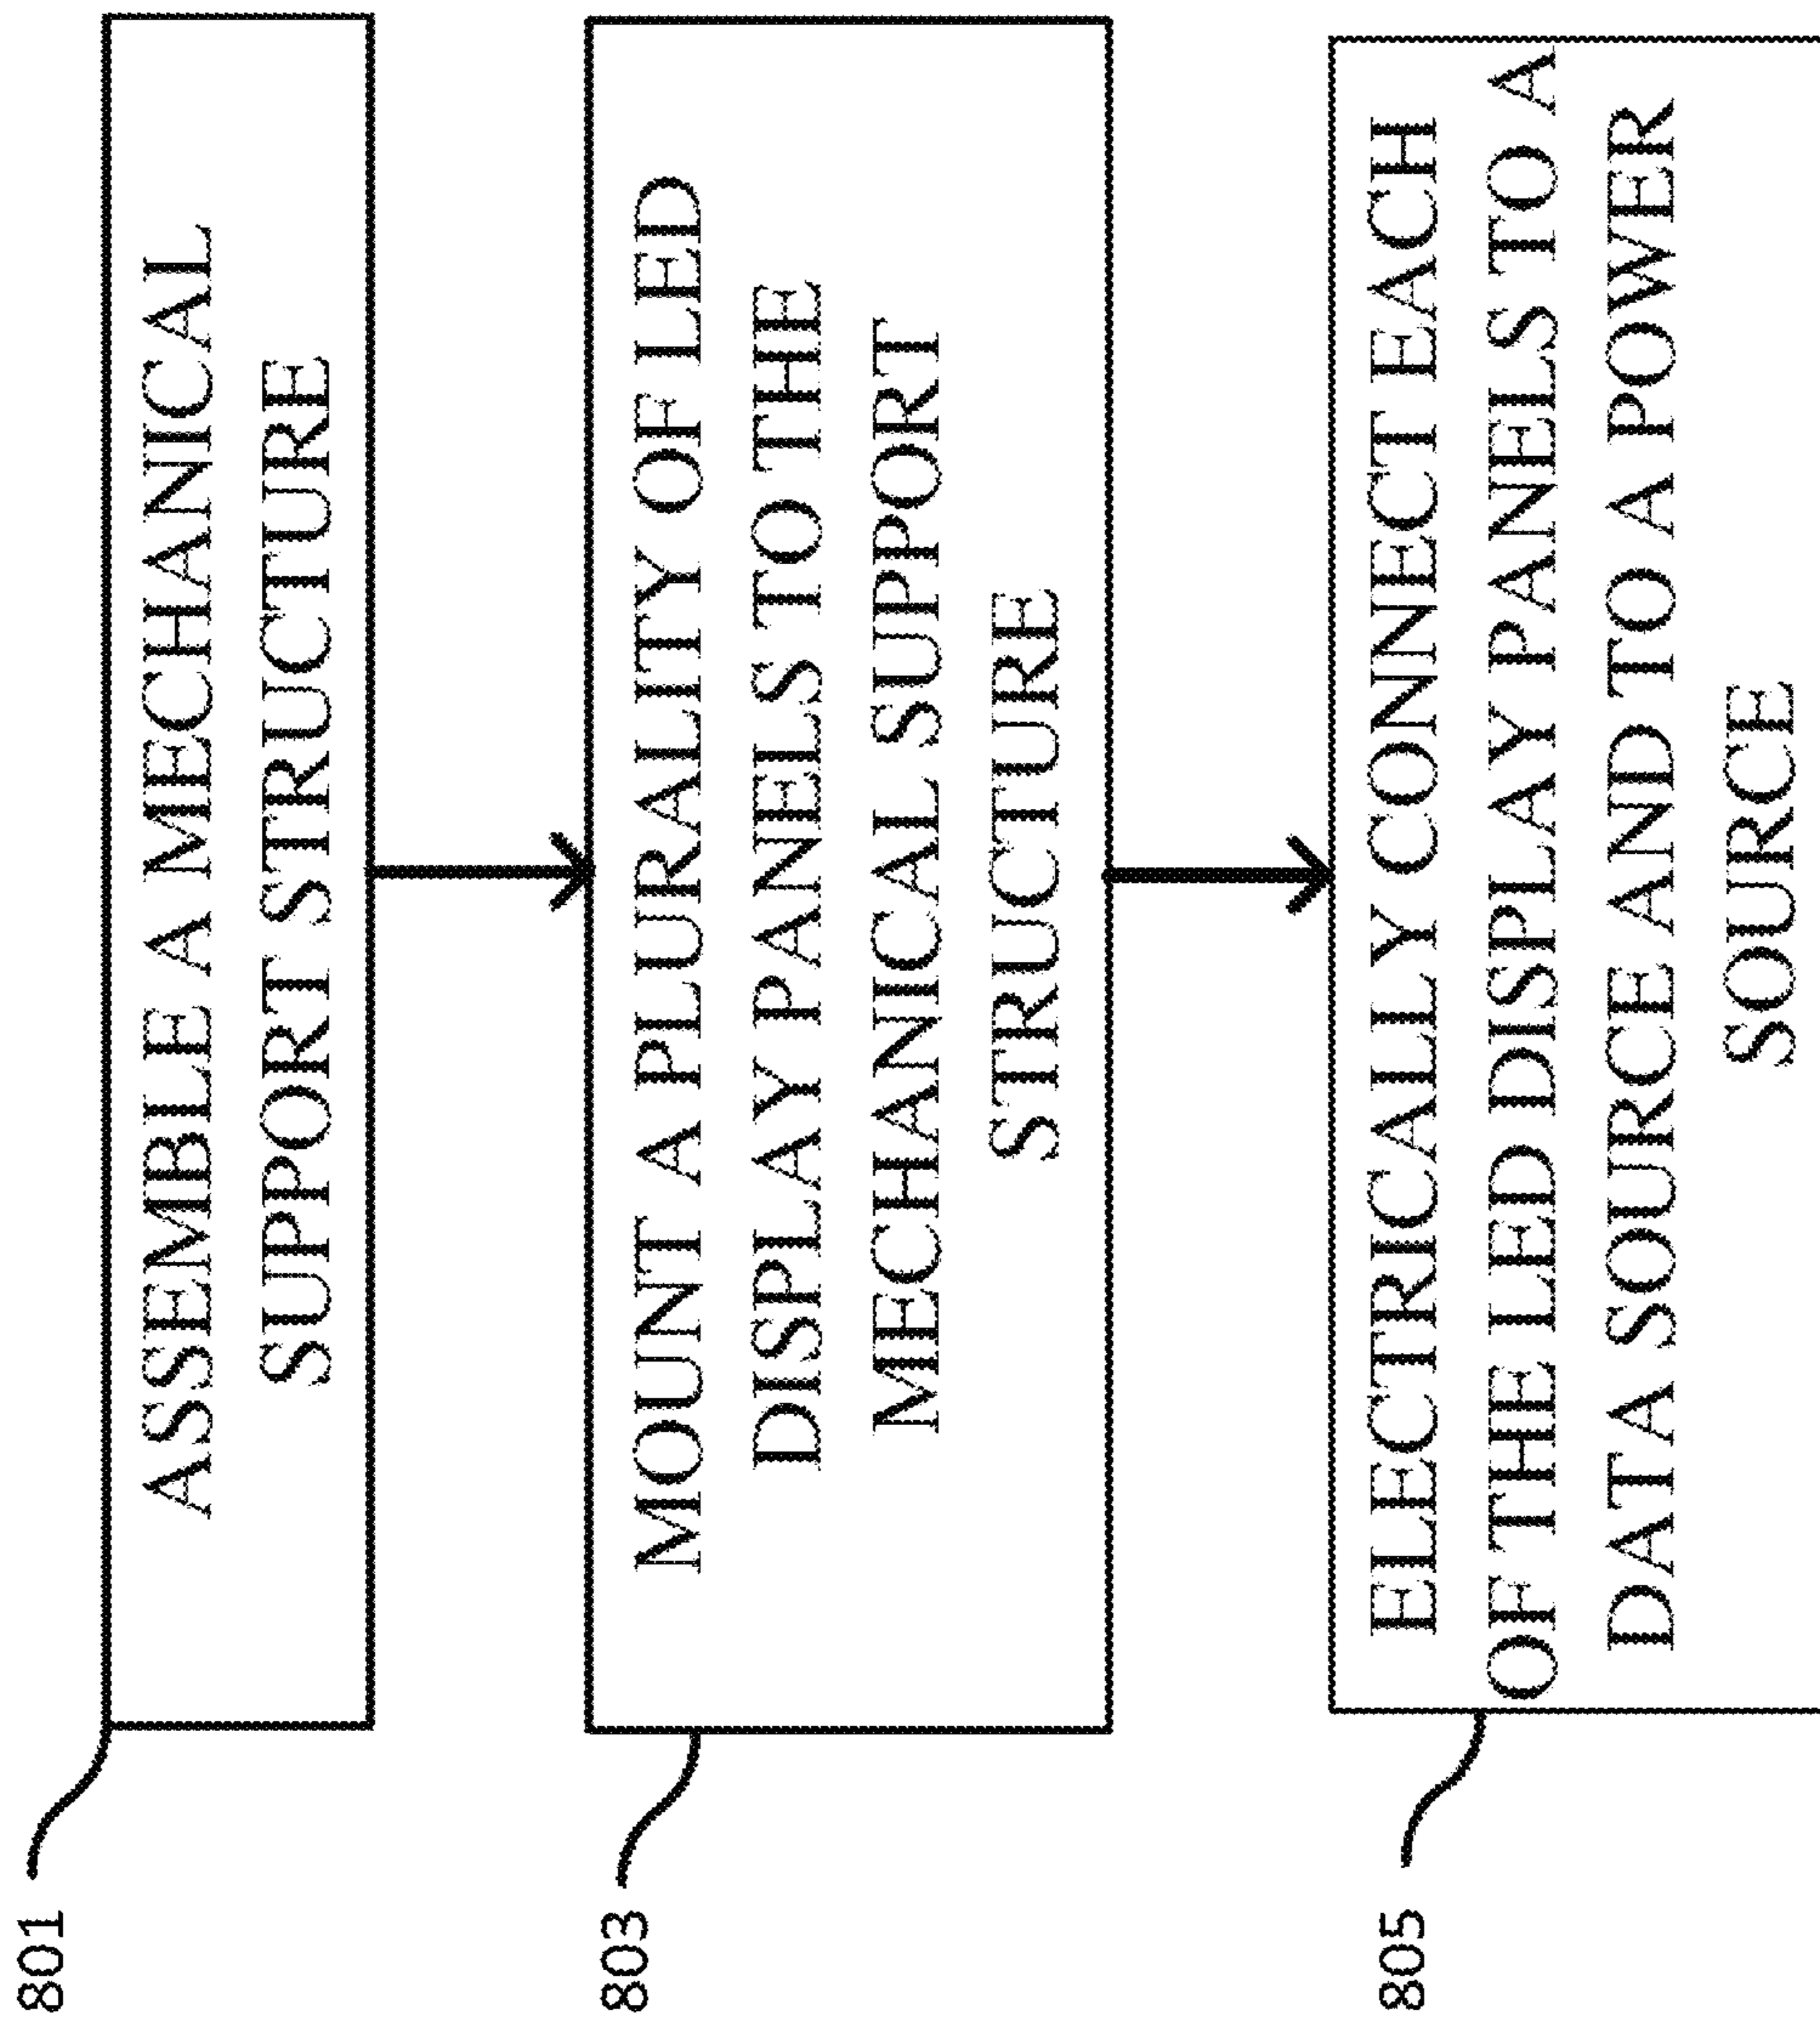 801
ASSEMBLE A MECHANICAL
SUPPORT STRUCTURE
803
MOUNT A PLURALITY OF LED
DISPLAY PANELS TO THE
MECHANICAL SUPPORT
STRUCTURE
805
ELECTRICALLY CONNECT EACH
OF THE LED DISPLAY PANELS TO A
DATA SOURCE AND TO A POWER
SOURCE